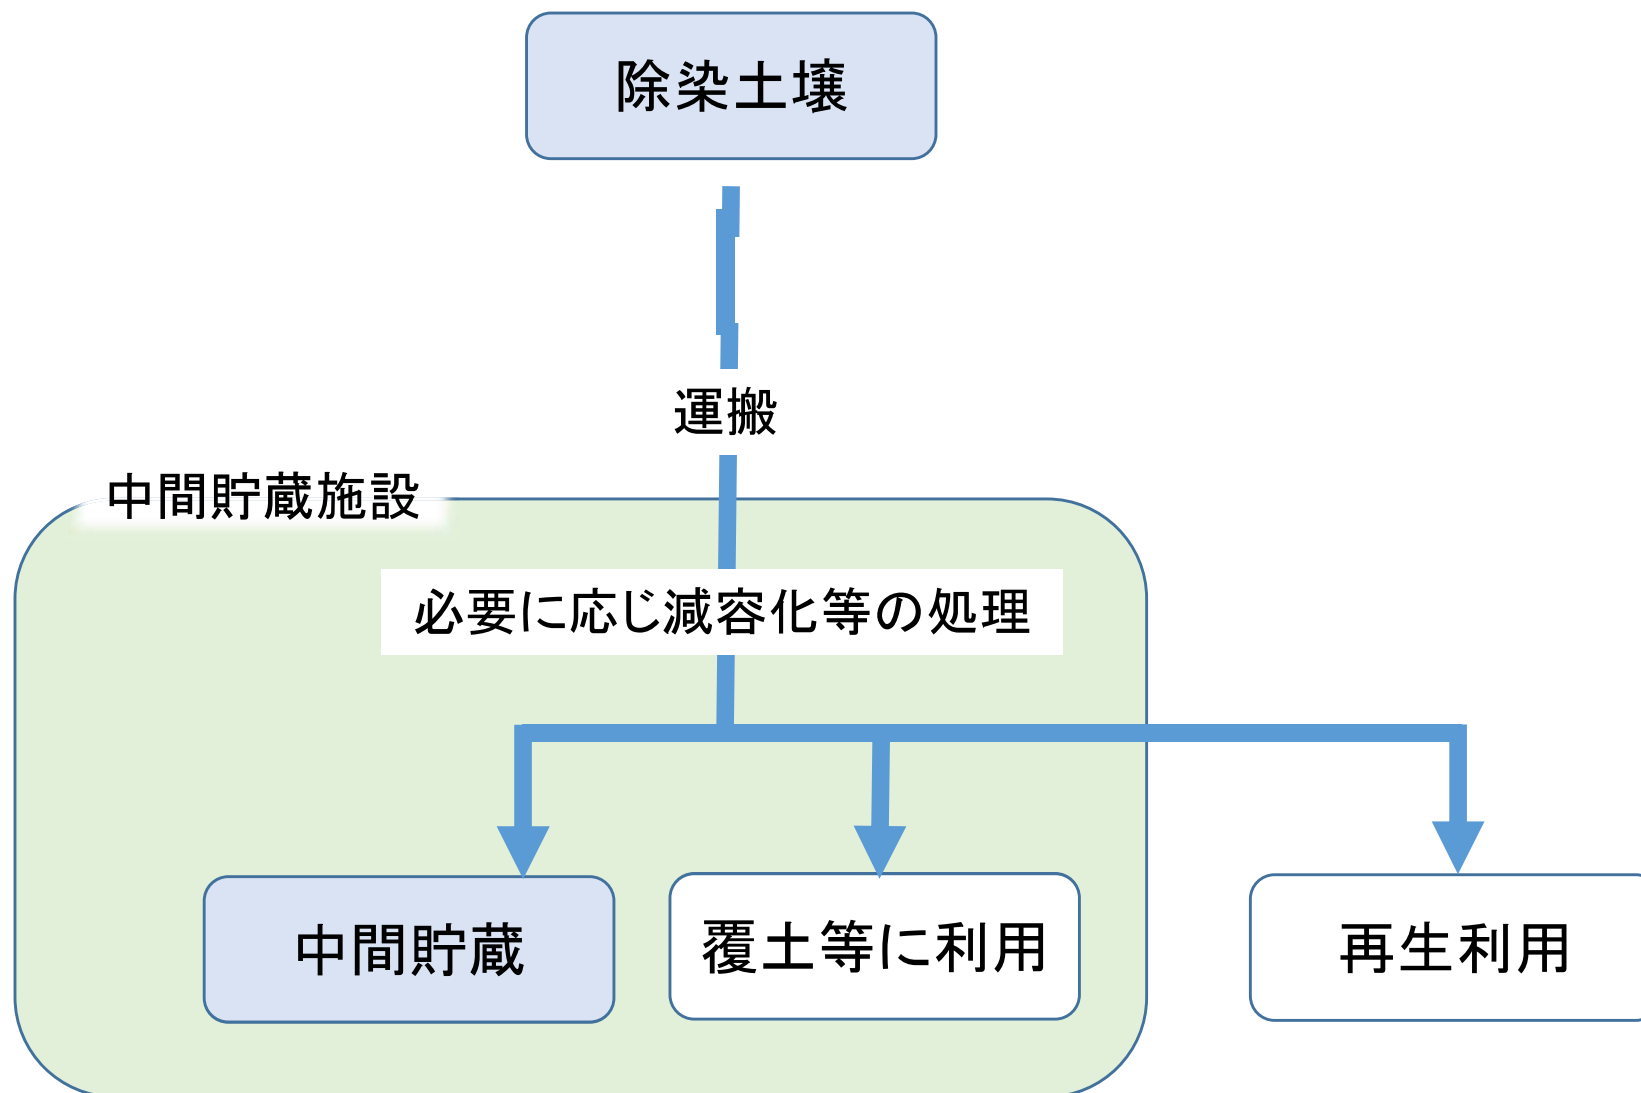 除染土壌
運搬
中間貯蔵施設
必要に応じ減容化等の処理
中間貯蔵
覆土等に利用
再生利用